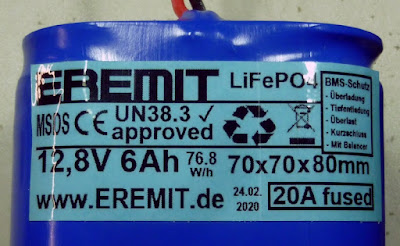 EREMIT LiFePO4
BMS-Schutz
- Überladung
- Tiefentladung
- Überlast
- Kurzschluss
- Mit Balancer
MSDS CE UN38.3 ✓
approved
12,8V 6Ah 76.8 W/h 70x70x80mm
www.EREMIT.de 24.02. 2020 20A fused